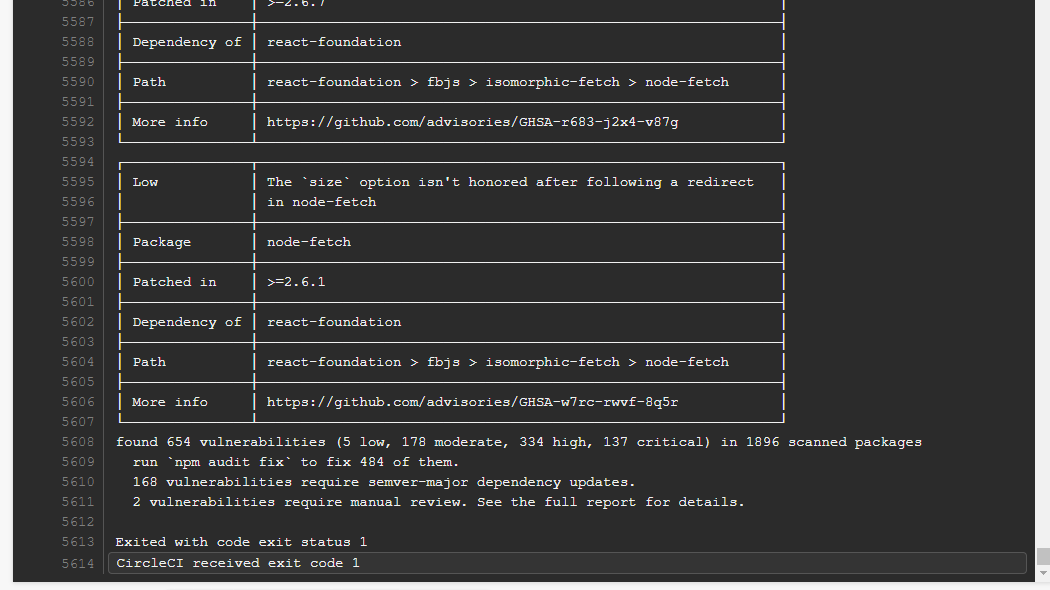 5586 Patched in >=2.6.7
5587
5588 Dependency of react-foundation
5589
5590 Path react-foundation > fbjs > isomorphic-fetch > node-fetch
5591
5592 More info https://github.com/advisories/GHSA-r683-j2x4-v87g
5593
5594
5595 Low The `size` option isn't honored after following a redirect
5596 in node-fetch
5597
5598 Package node-fetch
5599
5600 Patched in >=2.6.1
5601
5602 Dependency of react-foundation
5603
5604 Path react-foundation > fbjs > isomorphic-fetch > node-fetch
5605
5606 More info https://github.com/advisories/GHSA-w7rc-rwvf-8q5r
5607
5608 found 654 vulnerabilities (5 low, 178 moderate, 334 high, 137 critical) in 1896 scanned packages
5609 run `npm audit fix` to fix 484 of them.
5610 168 vulnerabilities require semver-major dependency updates.
5611 2 vulnerabilities require manual review. See the full report for details.
5612
5613 Exited with code exit status 1
5614 CircleCI received exit code 1